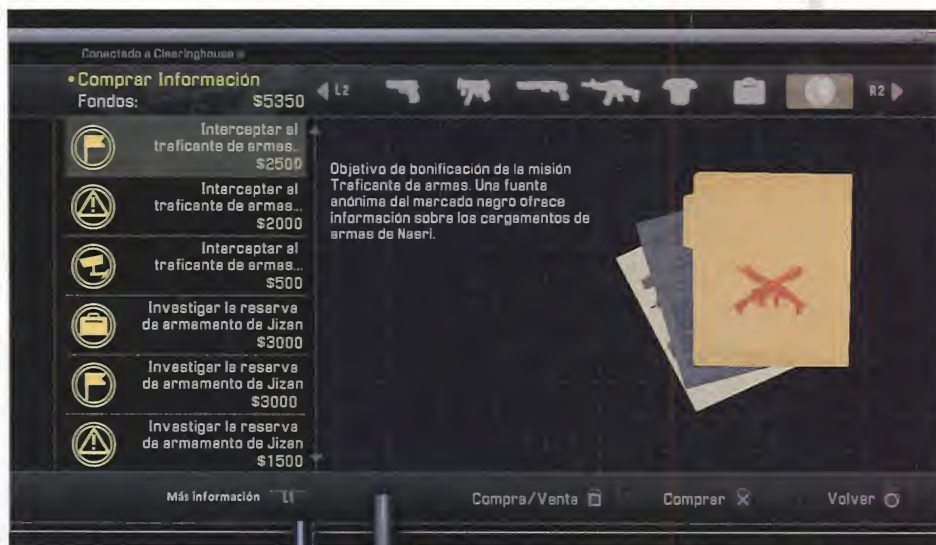 Conectado a Clearinghouse
•Comprar Información
Fondos: $5350
L2
R2
Interceptar al
traficante de armas..
$2500
Interceptar al
traficante de armas...
$2000
Interceptar al
traficante de armas...
$500
Investigar la reserva
de armamento de Jizan
$3000
Investigar la reserva
de armamento de Jizan
$3000
Investigar la reserva
de armamento de Jizan
$1500
Objetivo de bonificación de la misión
Traficante de armas. Una fuente
anónima del mercado negro ofrece
información sobre los cargamentos de
armas de Nasri.
Más información L1
Compra/Venta
Comprar
Volver